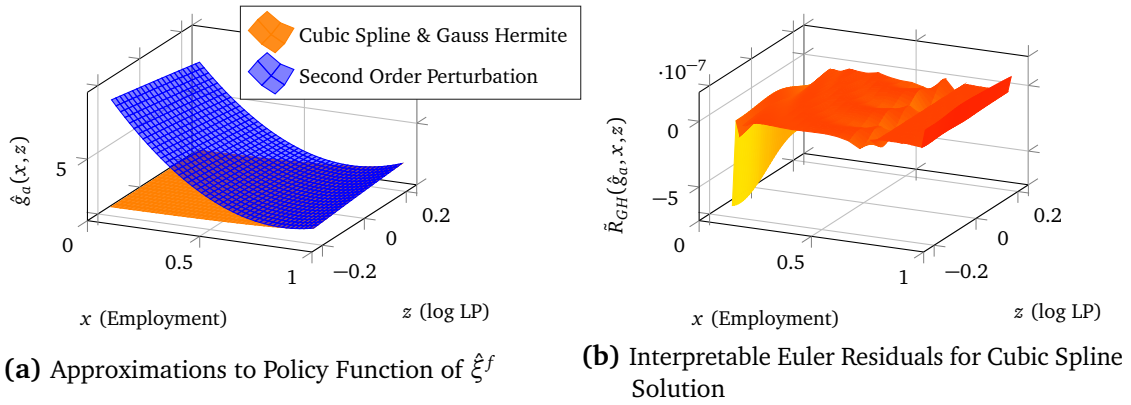 Cubic Spline & Gauss Hermite
Second Order Perturbation
5
ĝₐ(x,z)
0
0.5
1
−0.2
0
0.2
x (Employment)
z (log LP)
(a) Approximations to Policy Function of ξ̂ᶠ
·10⁻⁷
0
−5
R̃_GH(ĝₐ,x,z)
0
0.5
1
−0.2
0
0.2
x (Employment)
z (log LP)
(b) Interpretable Euler Residuals for Cubic Spline
Solution